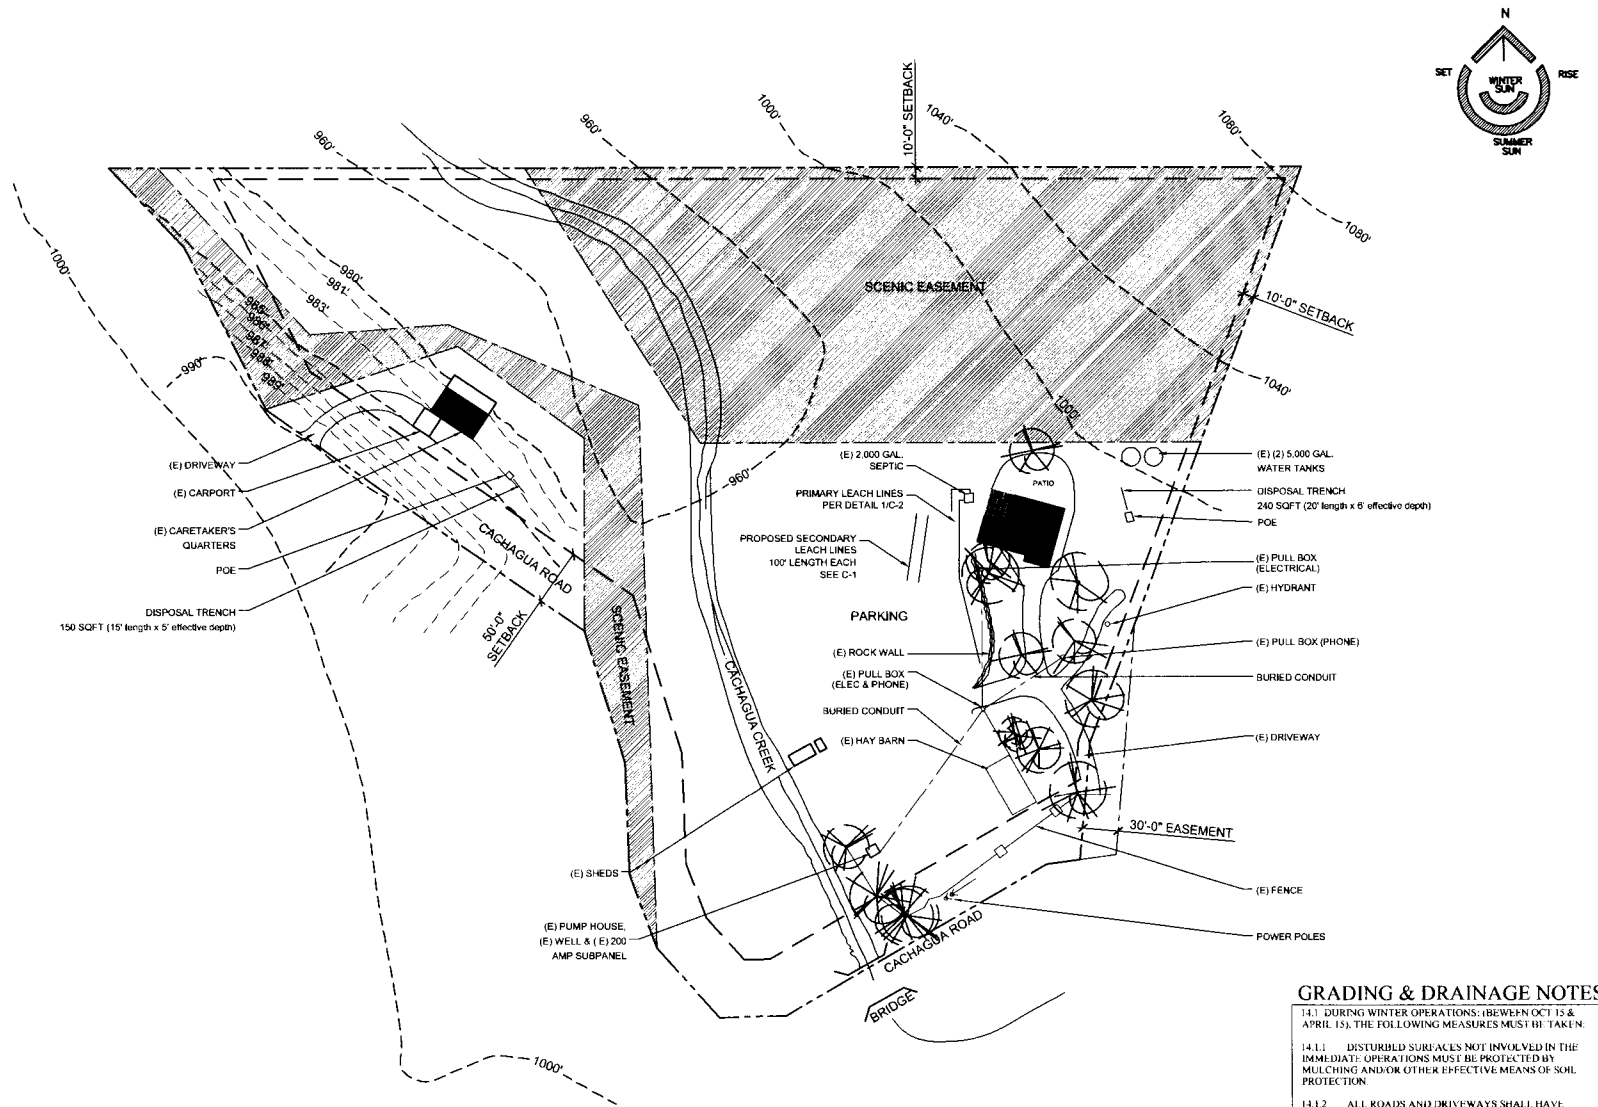 N
SET
RISE
WINTER
SUN
SUMMER
SUN
10'-0" SETBACK
960'
960'
1000'
1040'
1080'
1080'
1000'
980'
981'
983'
985'
986'
987'
988'
989'
990'
SCENIC EASEMENT
10'-0" SETBACK
1040'
1000'
960'
(E) DRIVEWAY
(E) CARPORT
(E) CARETAKER'S
QUARTERS
POE
DISPOSAL TRENCH
150 SQFT (15' length x 5' effective depth)
CACHAGUA ROAD
50'-0"
SETBACK
SCENIC EASEMENT
CACHAGUA CREEK
(E) 2,000 GAL.
SEPTIC
PRIMARY LEACH LINES
PER DETAIL 1/C-2
PROPOSED SECONDARY
LEACH LINES
100' LENGTH EACH
SEE C-1
PATIO
PARKING
(E) ROCK WALL
(E) PULL BOX
(ELEC & PHONE)
BURIED CONDUIT
(E) HAY BARN
(E) (2) 5,000 GAL.
WATER TANKS
DISPOSAL TRENCH
240 SQFT (20' length x 6' effective depth)
POE
(E) PULL BOX
(ELECTRICAL)
(E) HYDRANT
(E) PULL BOX (PHONE)
BURIED CONDUIT
(E) DRIVEWAY
30'-0" EASEMENT
(E) FENCE
POWER POLES
(E) SHEDS
(E) PUMP HOUSE,
(E) WELL & ( E) 200
AMP SUBPANEL
CACHAGUA ROAD
BRIDGE
1000'
GRADING & DRAINAGE NOTES
14.1 DURING WINTER OPERATIONS: (BEWEEN OCT 15 &
APRIL 15), THE FOLLOWING MEASURES MUST BE TAKEN:
14.1.1 DISTURBED SURFACES NOT INVOLVED IN THE
IMMEDIATE OPERATIONS MUST BE PROTECTED BY
MULCHING AND/OR OTHER EFFECTIVE MEANS OF SOIL
PROTECTION.
14.1.2 ALL ROADS AND DRIVEWAYS SHALL HAVE